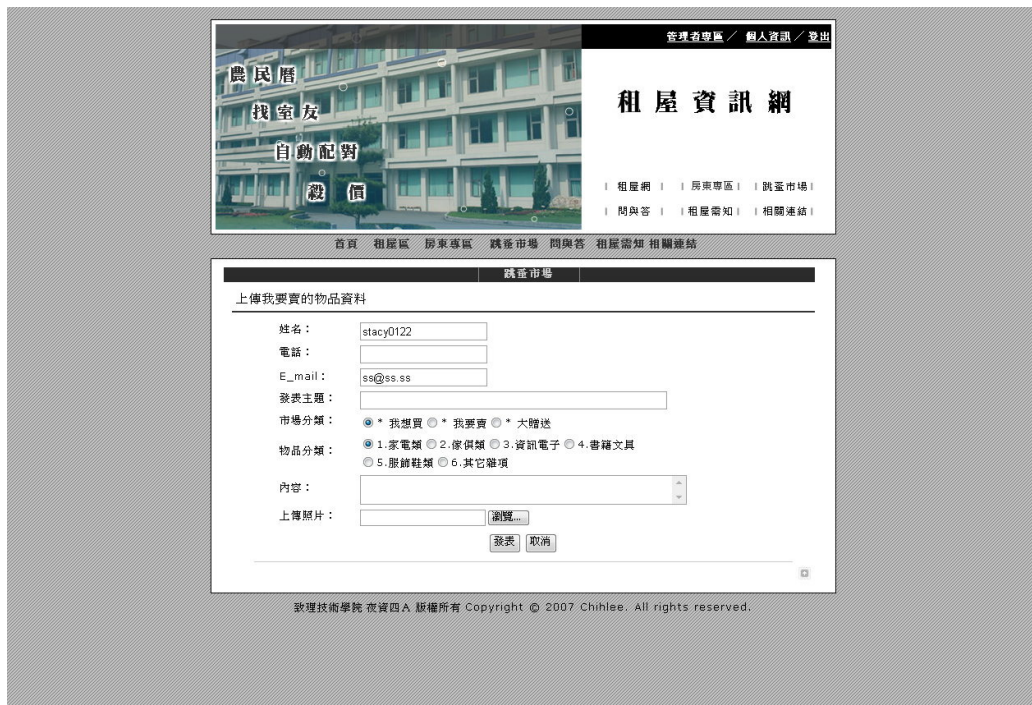 管理者專區 ／ 個人資訊 ／ 登出
農民曆
找室友
自動配對
殺 價
租屋資訊網
| 租屋網 | | 房東專區 | | 跳蚤市場 |
| 問與答 | | 租屋需知 | | 相關連結 |
首頁 租屋區 房東專區 跳蚤市場 問與答 租屋需知 相關連結
跳蚤市場
上傳我要賣的物品資料
姓名： stacy0122
電話：
E_mail： ss@ss.ss
發表主題：
市場分類： * 我想買 * 我要賣 * 大贈送
物品分類： 1.家電類 2.傢俱類 3.資訊電子 4.書籍文具
5.服飾鞋類 6.其它雜項
內容：
上傳照片： 瀏覽...
發表 取消
致理技術學院 夜資四A 版權所有 Copyright © 2007 Chihlee. All rights reserved.